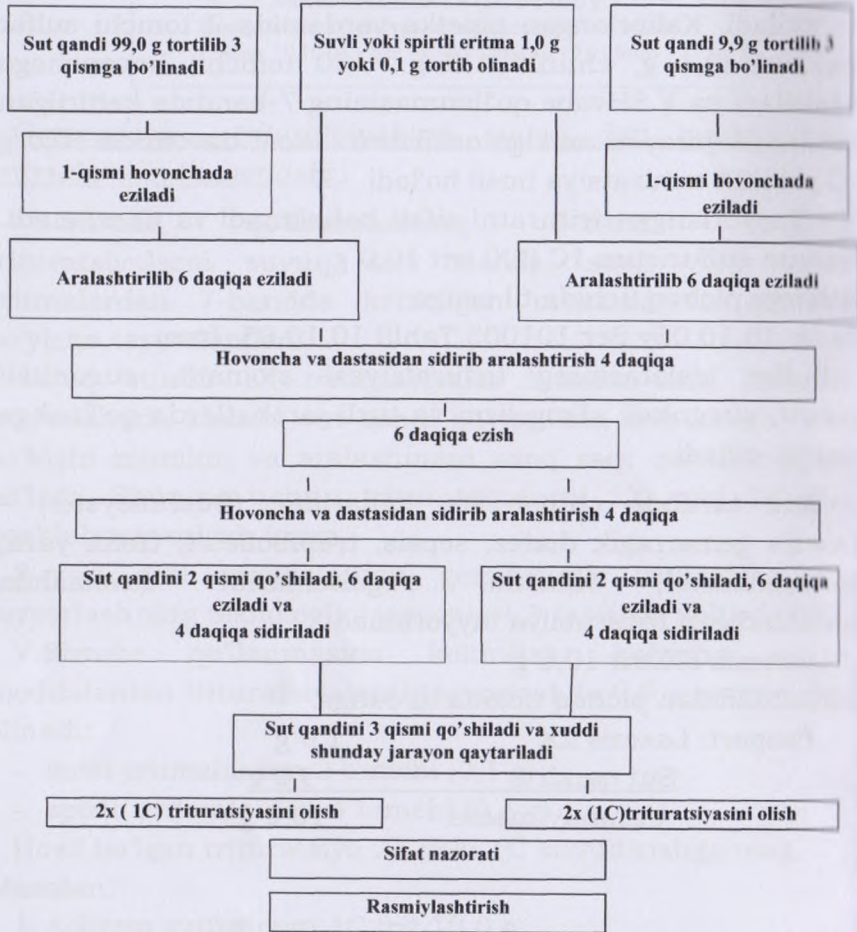 Sut qandi 99,0 g tortilib 3
qismga bo'linadi
Suvli yoki spirtli eritma 1,0 g
yoki 0,1 g tortib olinadi
Sut qandi 9,9 g tortilib 3
qismga bo'linadi
1-qismi hovonchada
eziladi
1-qismi hovonchada
eziladi
Aralashtirilib 6 daqiqa eziladi
Aralashtirilib 6 daqiqa eziladi
Hovoncha va dastasidan sidirib aralashtirish 4 daqiqa
6 daqiqa ezish
Hovoncha va dastasidan sidirib aralashtirish 4 daqiqa
Sut qandini 2 qismi qo'shiladi, 6 daqiqa
eziladi va
4 daqiqa sidiriladi
Sut qandini 2 qismi qo'shiladi, 6 daqiqa
eziladi va
4 daqiqa sidiriladi
Sut qandini 3 qismi qo'shiladi va xuddi
shunday jarayon qaytariladi
2x ( 1C) trituratsiyasini olish
2x (1C)trituratsiyasini olish
Sifat nazorati
Rasmiylashtirish